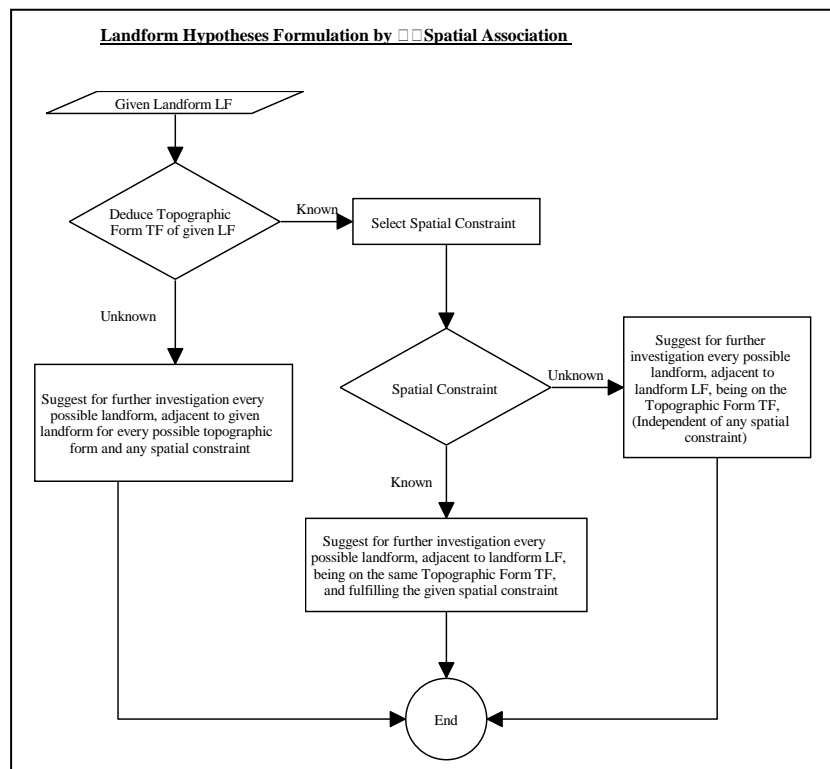 Landform Hypotheses Formulation by □□Spatial Association
Given Landform LF
Deduce Topographic
Form TF of given LF
Known
Select Spatial Constraint
Unknown
Suggest for further investigation every
possible landform, adjacent to given
landform for every possible topographic
form and any spatial constraint
Spatial Constraint
Unknown
Suggest for further
investigation every possible
landform, adjacent to
landform LF, being on the
Topographic Form TF,
(Independent of any spatial
constraint)
Known
Suggest for further investigation every
possible landform, adjacent to landform LF,
being on the same Topographic Form TF,
and fulfilling the given spatial constraint
End